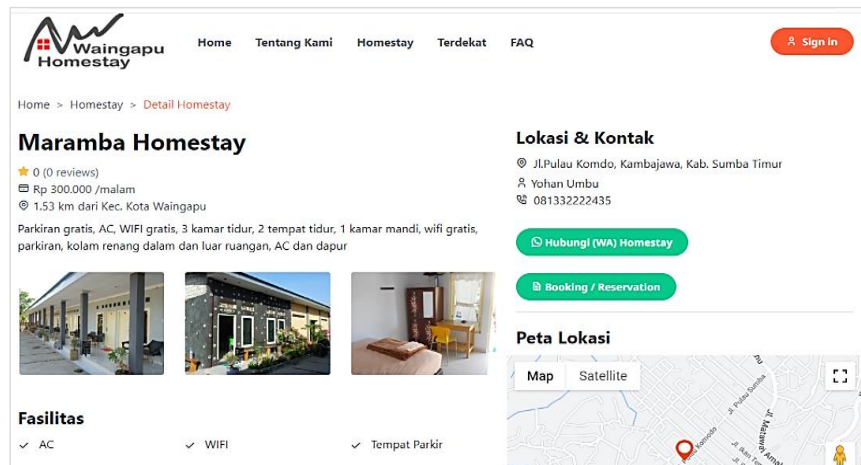 Waingapu
Homestay
Home Tentang Kami Homestay Terdekat FAQ
Sign in
Home > Homestay > Detail Homestay
Maramba Homestay
0 (0 reviews)
Rp 300.000 /malam
1.53 km dari Kec. Kota Waingapu
Parkiran gratis, AC, WIFI gratis, 3 kamar tidur, 2 tempat tidur, 1 kamar mandi, wifi gratis,
parkiran, kolam renang dalam dan luar ruangan, AC dan dapur
Fasilitas
AC
WIFI
Tempat Parkir
Lokasi & Kontak
Jl.Pulau Komdo, Kambajawa, Kab. Sumba Timur
Yohan Umbu
081332222435
Hubungi (WA) Homestay
Booking / Reservation
Peta Lokasi
Map Satellite
Jl. Pulau Sumba